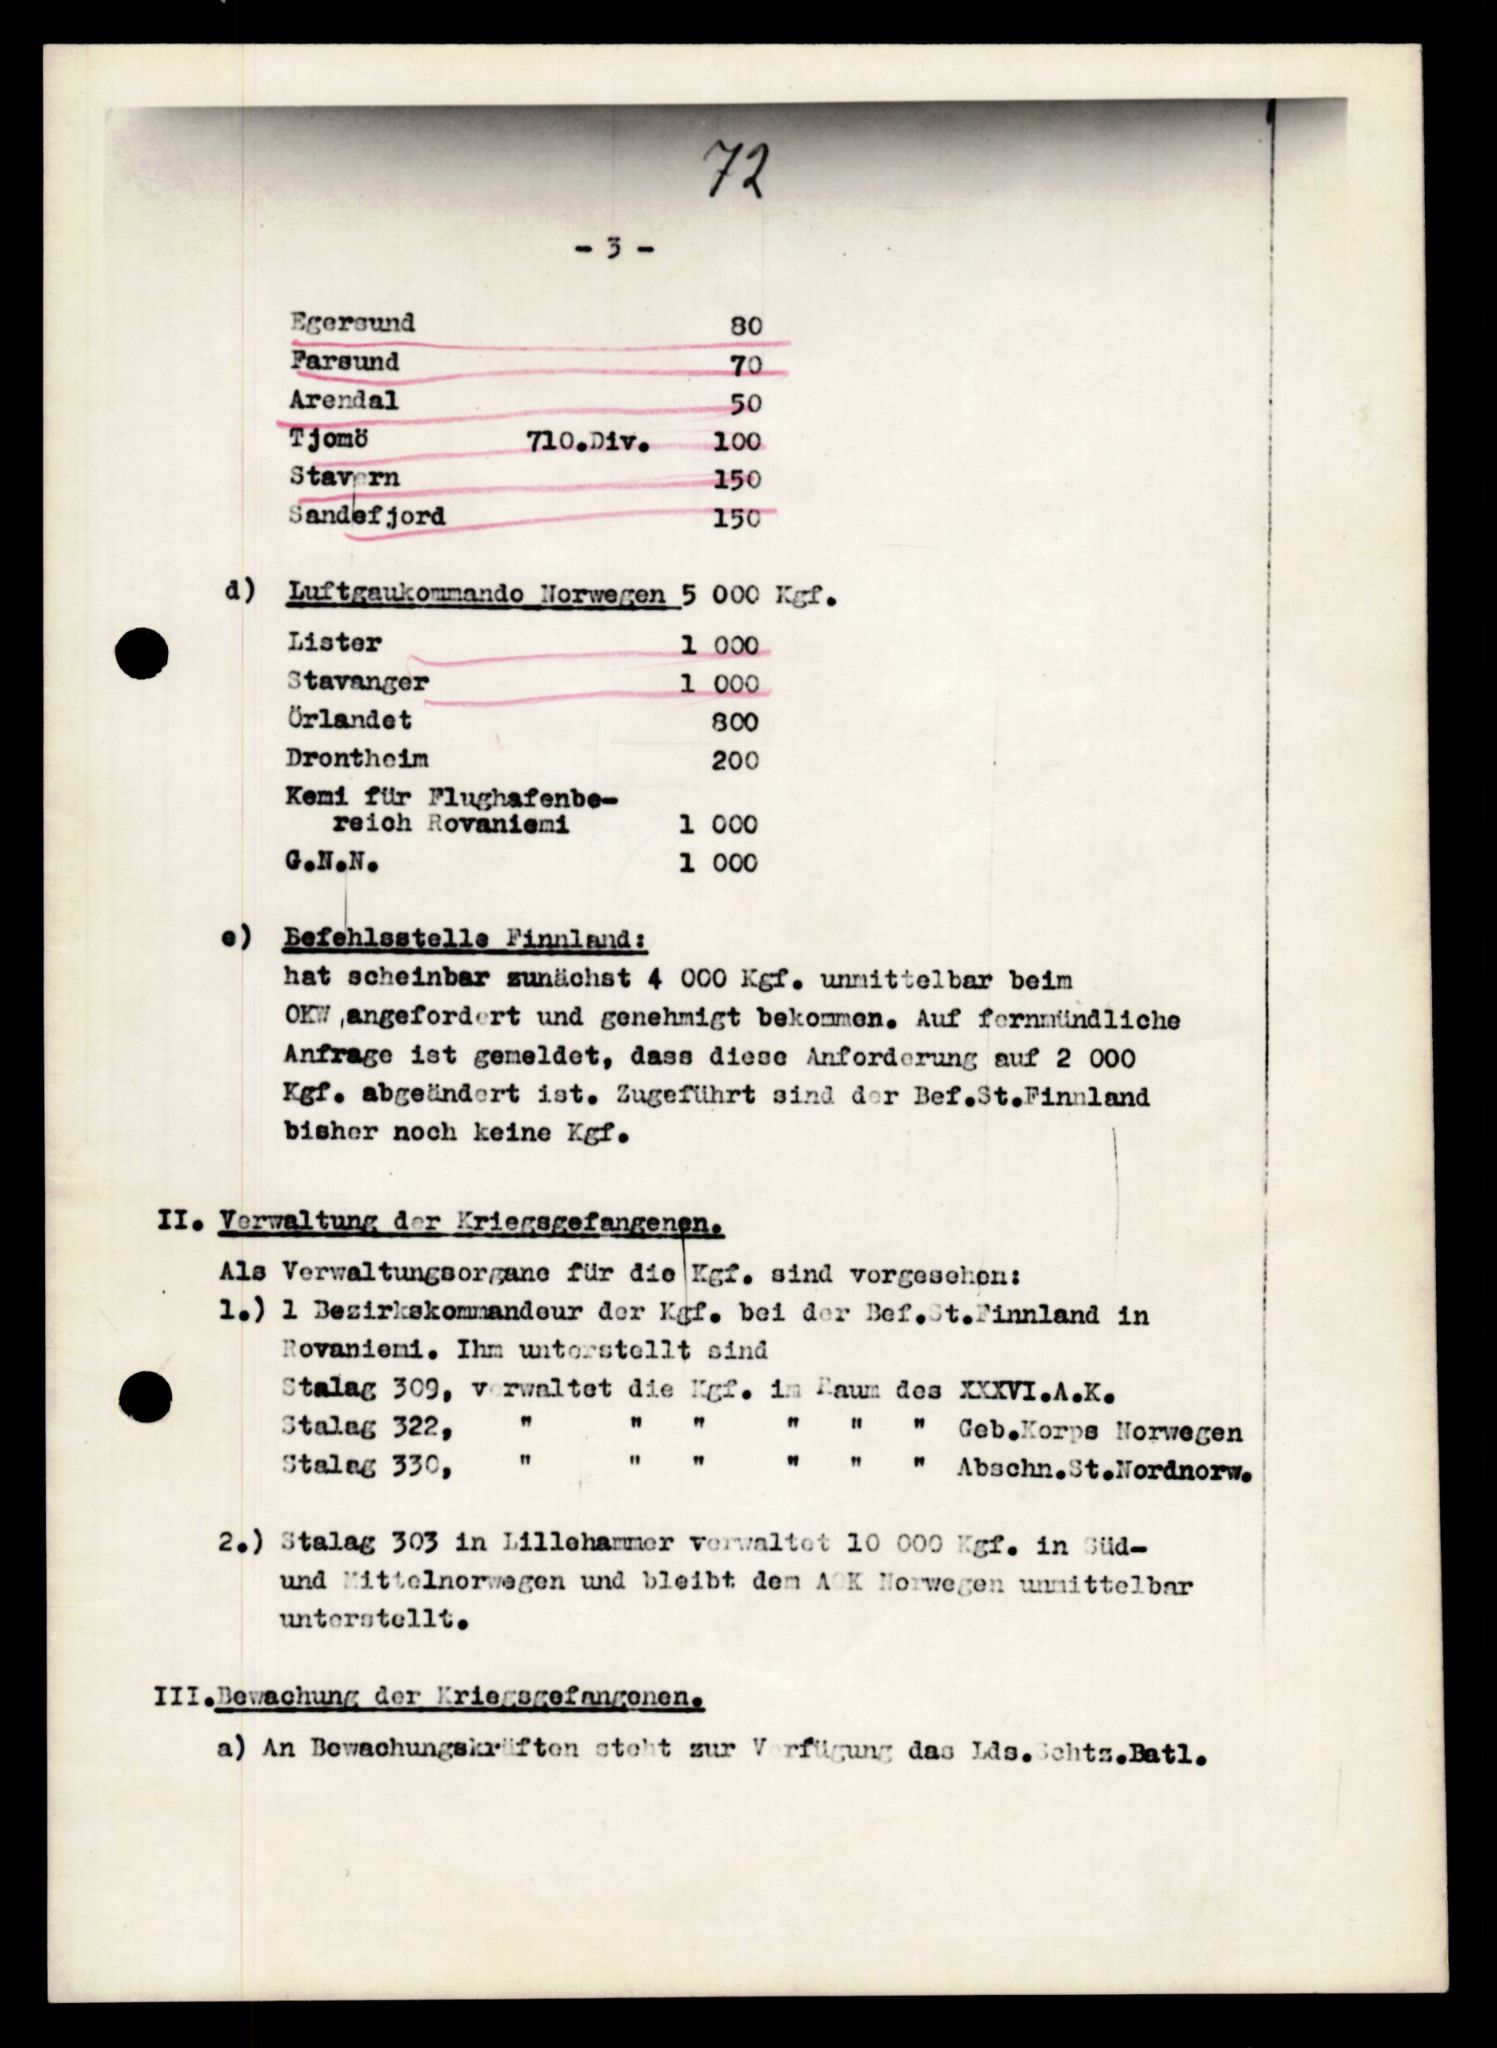 72
- 3 -
Egersund 80
Farsund 70
Arendal 50
Tjomö 710.Div. 100
Stavern 150
Sandefjord 150
d) Luftgaukommando Norwegen 5 000 Kgf.
Lister 1 000
Stavanger 1 000
Örlandet 800
Drontheim 200
Kemi für Flughafenbe-
reich Rovaniemi 1 000
G.N.N. 1 000
e) Befehlsstelle Finnland:
hat scheinbar zunächst 4 000 Kgf. unmittelbar beim
OKW,angefordert und genehmigt bekommen. Auf fernmündliche
Anfrage ist gemeldet, dass diese Anforderung auf 2 000
Kgf. abgeändert ist. Zugeführt sind der Bef.St.Finnland
bisher noch keine Kgf.
II. Verwaltung der Kriegsgefangenen.
Als Verwaltungsorgane für die Kgf. sind vorgesehen:
1.) 1 Bezirkskommandeur der Kgf. bei der Bef.St.Finnland in
Rovaniemi. Ihm unterstellt sind
Stalag 309, verwaltet die Kgf. im Raum des XXXVI.A.K.
Stalag 322, " " " " " " Geb.Korps Norwegen
Stalag 330, " " " " " " Abschn.St.Nordnorw.
2.) Stalag 303 in Lillehammer verwaltet 10 000 Kgf. in Süd-
und Mittelnorwegen und bleibt dem AOK Norwegen unmittelbar
unterstellt.
III.Bewachung der Kriegsgefangenen.
a) An Bewachungskräften steht zur Verfügung das Lds.Schtz.Batl.